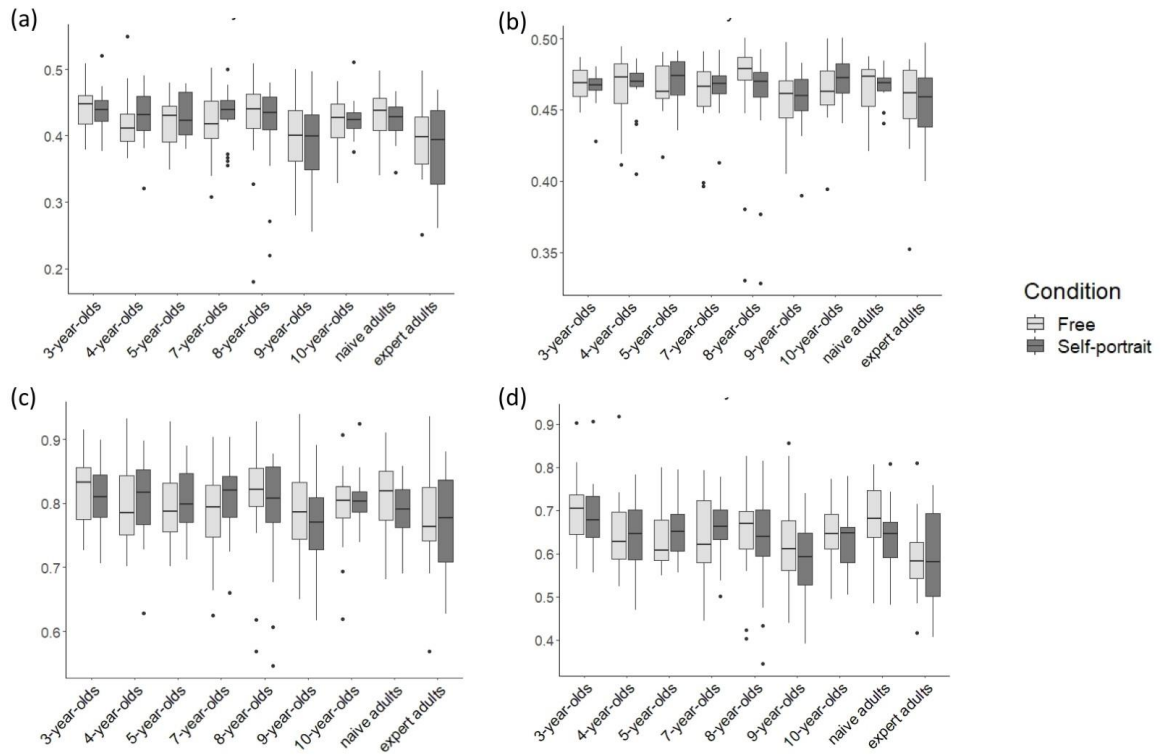 (a)
0.5
0.4
0.3
0.2
3-year-olds
4-year-olds
5-year-olds
7-year-olds
8-year-olds
9-year-olds
10-year-olds
naive adults
expert adults
(b)
0.50
0.45
0.40
0.35
3-year-olds
4-year-olds
5-year-olds
7-year-olds
8-year-olds
9-year-olds
10-year-olds
naive adults
expert adults
Condition
Free
Self-portrait
(c)
0.9
0.8
0.7
0.6
3-year-olds
4-year-olds
5-year-olds
7-year-olds
8-year-olds
9-year-olds
10-year-olds
naive adults
expert adults
(d)
0.9
0.8
0.7
0.6
0.5
0.4
3-year-olds
4-year-olds
5-year-olds
7-year-olds
8-year-olds
9-year-olds
10-year-olds
naive adults
expert adults